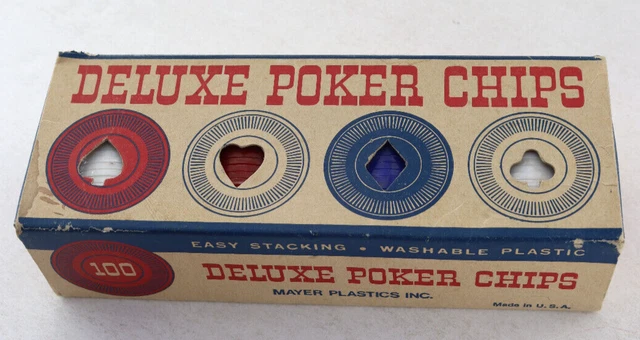 DELUXE POKER CHIPS
EASY STACKING • WASHABLE PLASTIC
100
DELUXE POKER CHIPS
MAYER PLASTICS INC.
Made in U.S.A.